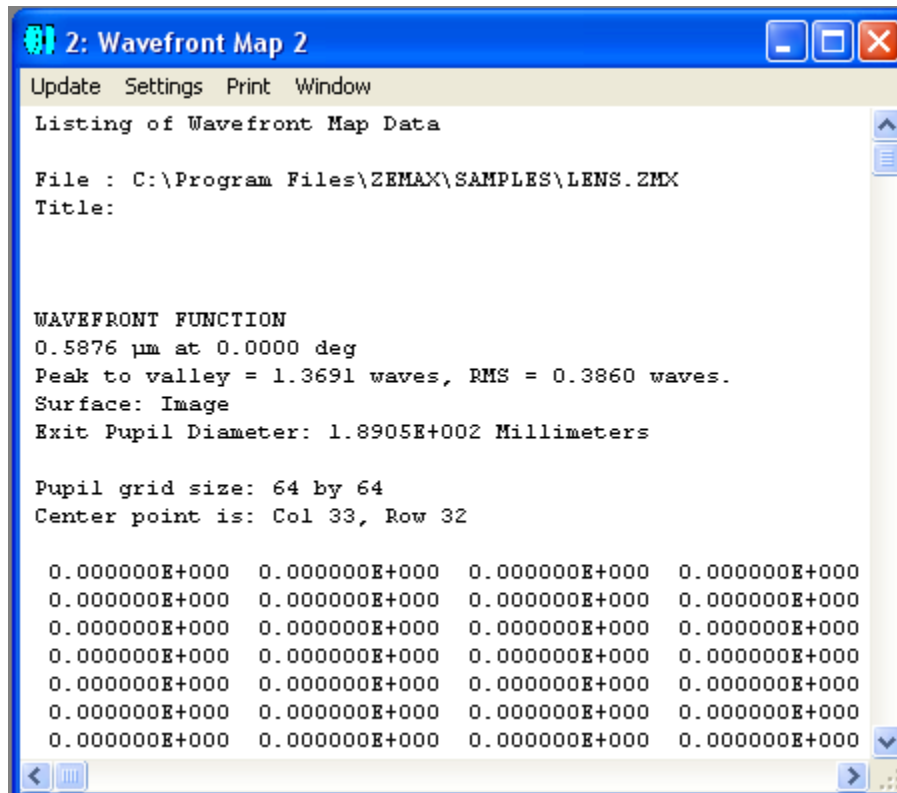 2: Wavefront Map 2
Update Settings Print Window
Listing of Wavefront Map Data
File : C:\Program Files\ZEMAX\SAMPLES\LENS.ZMX
Title:
WAVEFRONT FUNCTION
0.5876 µm at 0.0000 deg
Peak to valley = 1.3691 waves, RMS = 0.3860 waves.
Surface: Image
Exit Pupil Diameter: 1.8905E+002 Millimeters
Pupil grid size: 64 by 64
Center point is: Col 33, Row 32
0.000000E+000 0.000000E+000 0.000000E+000 0.000000E+000
0.000000E+000 0.000000E+000 0.000000E+000 0.000000E+000
0.000000E+000 0.000000E+000 0.000000E+000 0.000000E+000
0.000000E+000 0.000000E+000 0.000000E+000 0.000000E+000
0.000000E+000 0.000000E+000 0.000000E+000 0.000000E+000
0.000000E+000 0.000000E+000 0.000000E+000 0.000000E+000
0.000000E+000 0.000000E+000 0.000000E+000 0.000000E+000